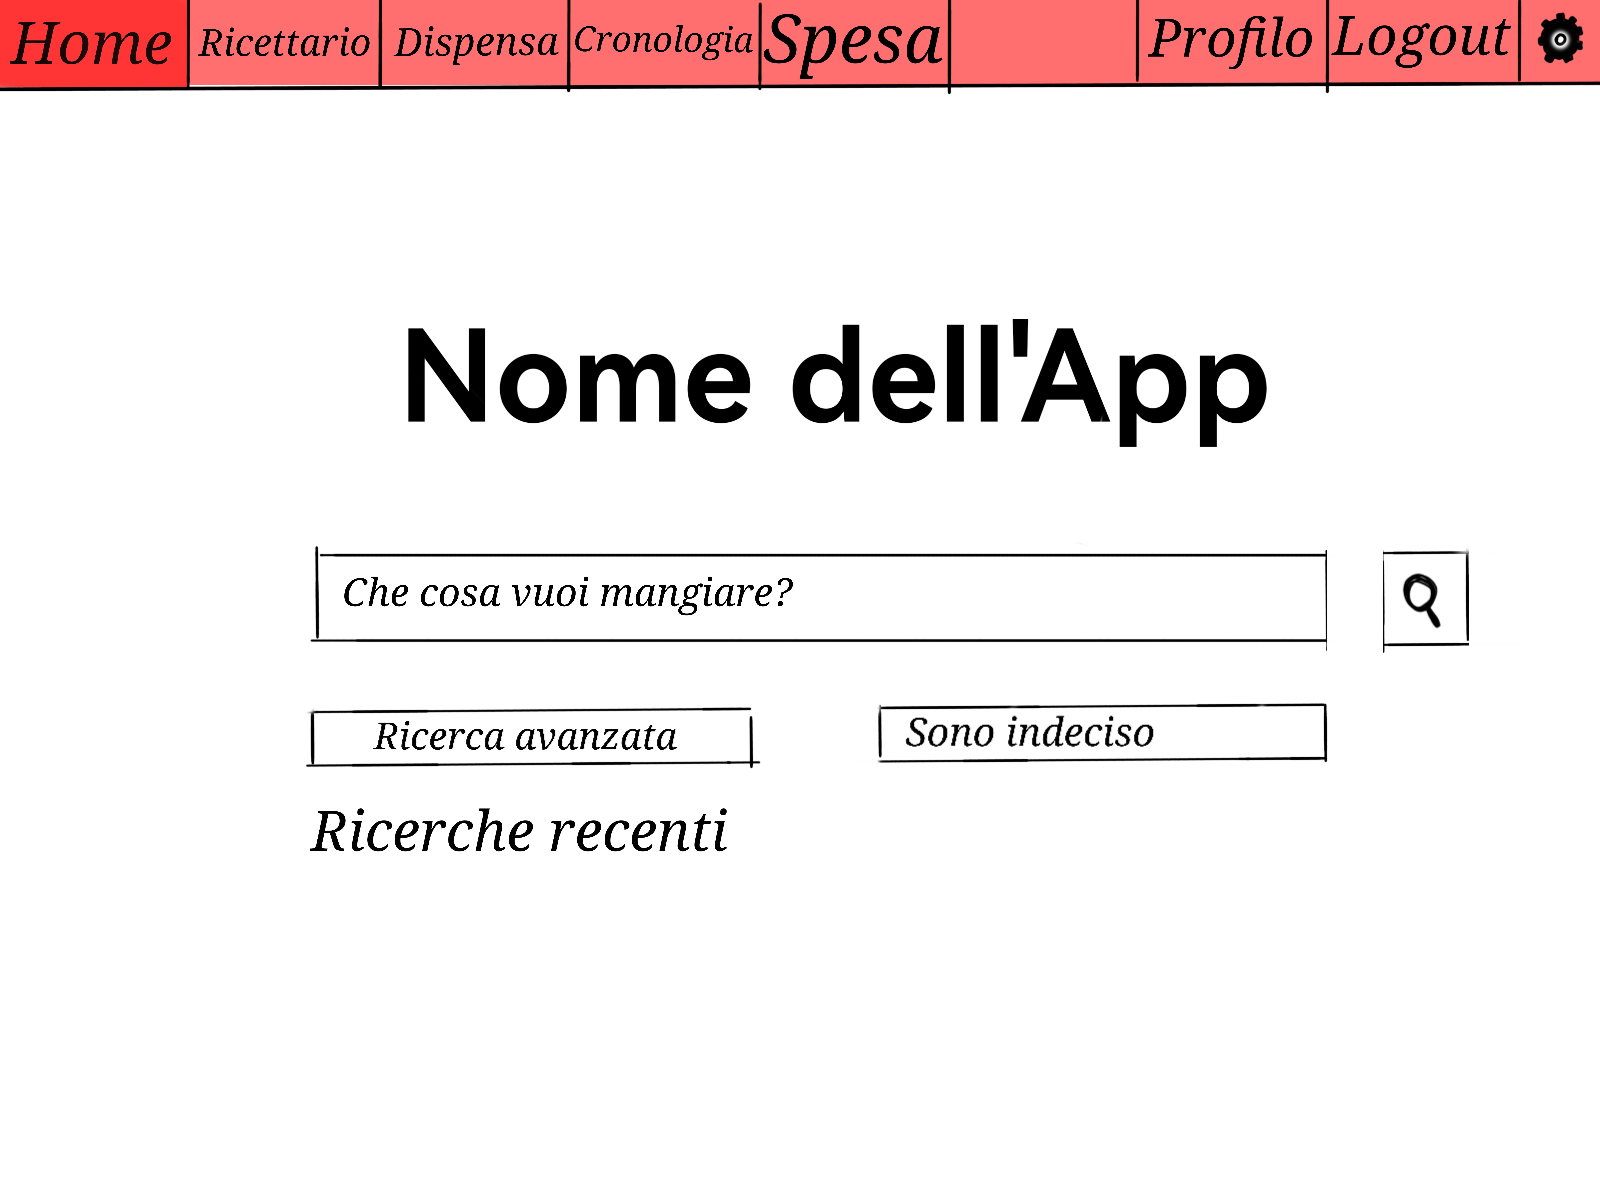 Home Ricettario Dispensa Cronologia Spesa Profilo Logout
Nome dell'App
Che cosa vuoi mangiare?
Ricerca avanzata Sono indeciso
Ricerche recenti